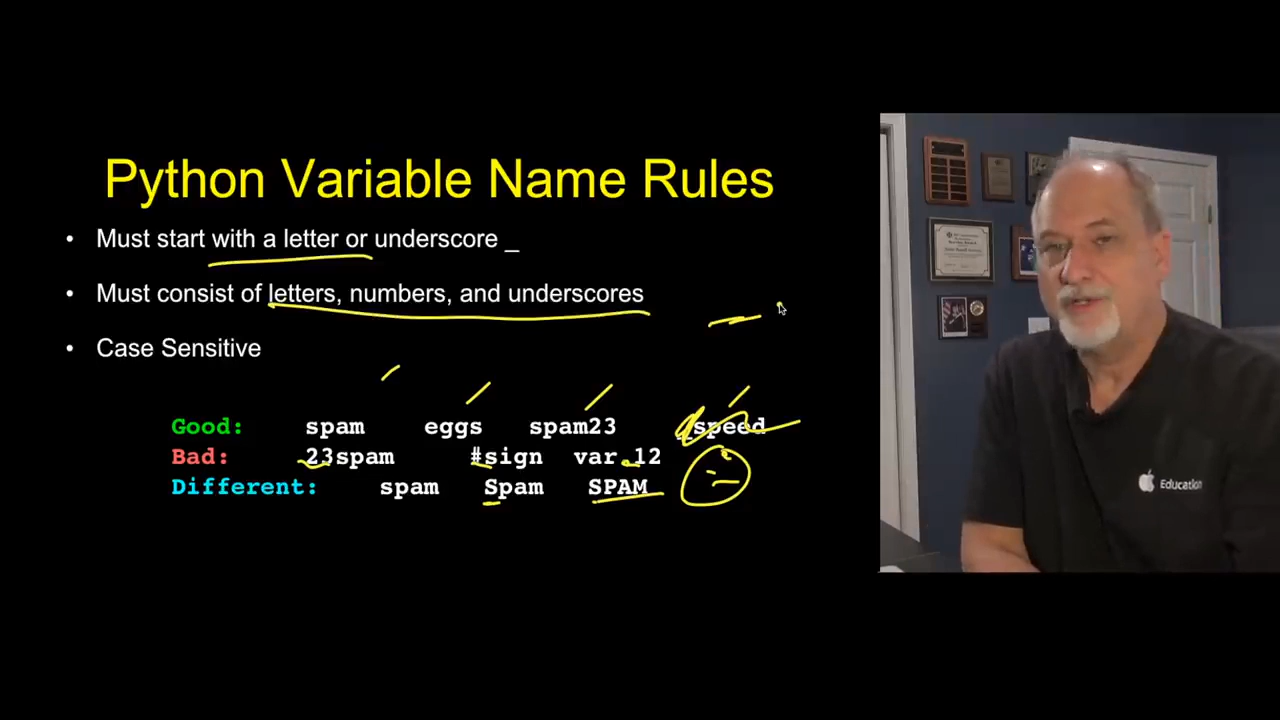 Python Variable Name Rules
• Must start with a letter or underscore _
• Must consist of letters, numbers, and underscores
• Case Sensitive
Good: spam eggs spam23 _speed
Bad: 23spam #sign var.12
Different: spam Spam SPAM
Education